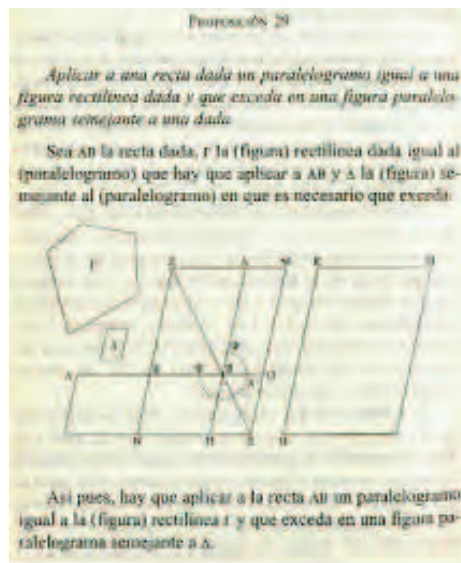 PROPOSICIÓN 29
Aplicar a una recta dada un paralelogramo igual a una
figura rectilínea dada y que exceda en una figura paralelo-
grama semejante a una dada
Sea AB la recta dada, Γ la (figura) rectilínea dada igual al
(paralelogramo) que hay que aplicar a AB y Δ la (figura) se-
mejante al (paralelogramo) en que es necesario que exceda:
Γ
Z Λ M K
Δ
A E B O
N Π Ξ H
Así pues, hay que aplicar a la recta AB un paralelogramo
igual a la (figura) rectilínea Γ y que exceda en una figura pa-
ralelograma semejante a Δ.